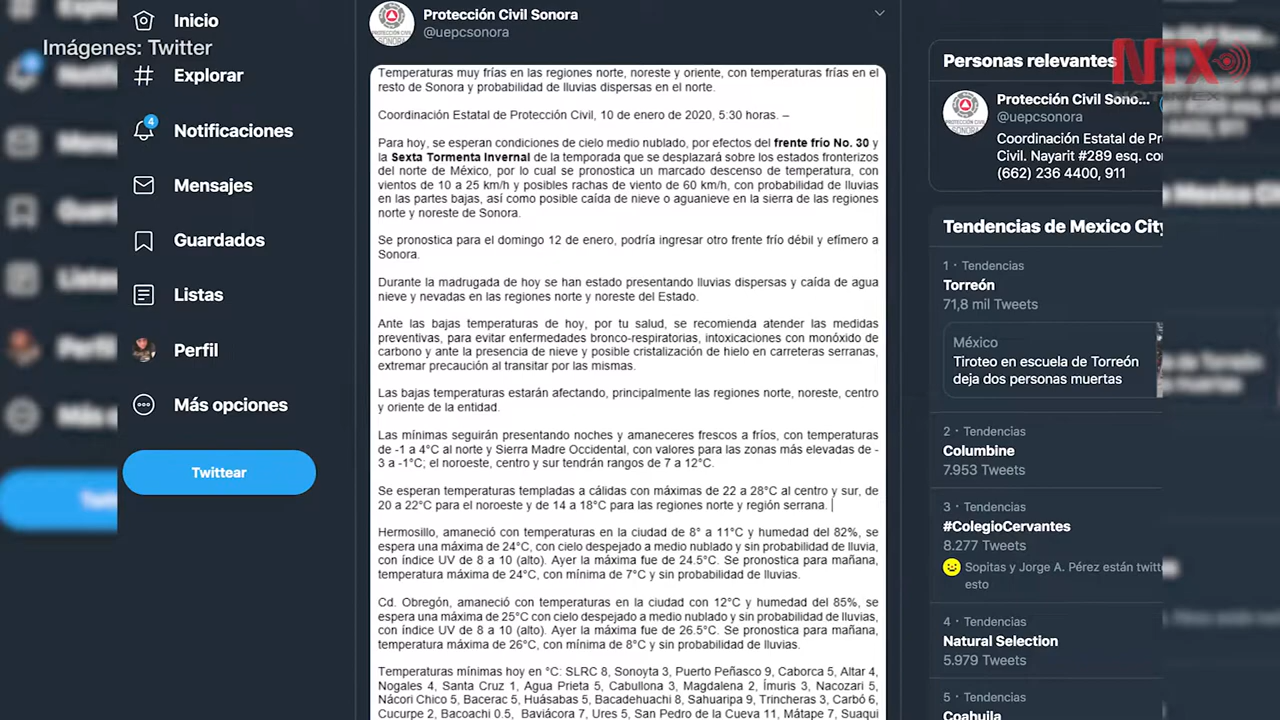 Imágenes: Twitter
Inicio
Explorar
4
Notificaciones
Mensajes
Guardados
Listas
Perfil
Más opciones
Twittear
Protección Civil Sonora
@uepcsonora
Temperaturas muy frías en las regiones norte, noreste y oriente, con temperaturas frías en el
resto de Sonora y probabilidad de lluvias dispersas en el norte.
Coordinación Estatal de Protección Civil, 10 de enero de 2020, 5:30 horas. –
Para hoy, se esperan condiciones de cielo medio nublado, por efectos del frente frío No. 30 y
la Sexta Tormenta Invernal de la temporada que se desplazará sobre los estados fronterizos
del norte de México, por lo cual se pronostica un marcado descenso de temperatura, con
vientos de 10 a 25 km/h y posibles rachas de viento de 60 km/h, con probabilidad de lluvias
en las partes bajas, así como posible caída de nieve o aguanieve en la sierra de las regiones
norte y noreste de Sonora.
Se pronostica para el domingo 12 de enero, podría ingresar otro frente frío débil y efímero a
Sonora.
Durante la madrugada de hoy se han estado presentando lluvias dispersas y caída de agua
nieve y nevadas en las regiones norte y noreste del Estado.
Ante las bajas temperaturas de hoy, por tu salud, se recomienda atender las medidas
preventivas, para evitar enfermedades bronco-respiratorias, intoxicaciones con monóxido de
carbono y ante la presencia de nieve y posible cristalización de hielo en carreteras serranas,
extremar precaución al transitar por las mismas.
Las bajas temperaturas estarán afectando, principalmente las regiones norte, noreste, centro
y oriente de la entidad.
Las mínimas seguirán presentando noches y amaneceres frescos a fríos, con temperaturas
de -1 a 4°C al norte y Sierra Madre Occidental, con valores para las zonas más elevadas de -
3 a -1°C; el noroeste, centro y sur tendrán rangos de 7 a 12°C.
Se esperan temperaturas templadas a cálidas con máximas de 22 a 28°C al centro y sur, de
20 a 22°C para el noroeste y de 14 a 18°C para las regiones norte y región serrana.
Hermosillo, amaneció con temperaturas en la ciudad de 8° a 11°C y humedad del 82%, se
espera una máxima de 24°C, con cielo despejado a medio nublado y sin probabilidad de lluvia,
con índice UV de 8 a 10 (alto). Ayer la máxima fue de 24.5°C. Se pronostica para mañana,
temperatura máxima de 24°C, con mínima de 7°C y sin probabilidad de lluvias.
Cd. Obregón, amaneció con temperaturas en la ciudad con 12°C y humedad del 85%, se
espera una máxima de 25°C con cielo despejado a medio nublado y sin probabilidad de lluvias,
con índice UV de 8 a 10 (alto). Ayer la máxima fue de 26.5°C. Se pronostica para mañana,
temperatura máxima de 26°C, con mínima de 8°C y sin probabilidad de lluvias.
Temperaturas mínimas hoy en °C: SLRC 8, Sonoyta 3, Puerto Peñasco 9, Caborca 5, Altar 4,
Nogales 4, Santa Cruz 1, Agua Prieta 5, Cabullona 3, Magdalena 2, Ímuris 3, Nacozari 5,
Nácori Chico 5, Bacerac 5, Huásabas 5, Bacadehuachi 8, Sahuaripa 9, Trincheras 3, Carbó 6,
Cucurpe 2, Bacoachi 0.5, Baviácora 7, Ures 5, San Pedro de la Cueva 11, Mátape 7, Suaqui
Personas relevantes
NTX
NOTIMEX
Protección Civil Sono...
@uepcsonora
Coordinación Estatal de Pr
Civil. Nayarit #289 esq. co
(662) 236 4400, 911
Tendencias de Mexico City
1 · Tendencias
Torreón
71,8 mil Tweets
México
Tiroteo en escuela de Torreón
deja dos personas muertas
2 · Tendencias
Columbine
7.953 Tweets
3 · Tendencias
#ColegioCervantes
8.277 Tweets
Sopitas y Jorge A. Pérez están twitte
esto
4 · Tendencias
Natural Selection
5.979 Tweets
5 · Tendencias
Coahuila